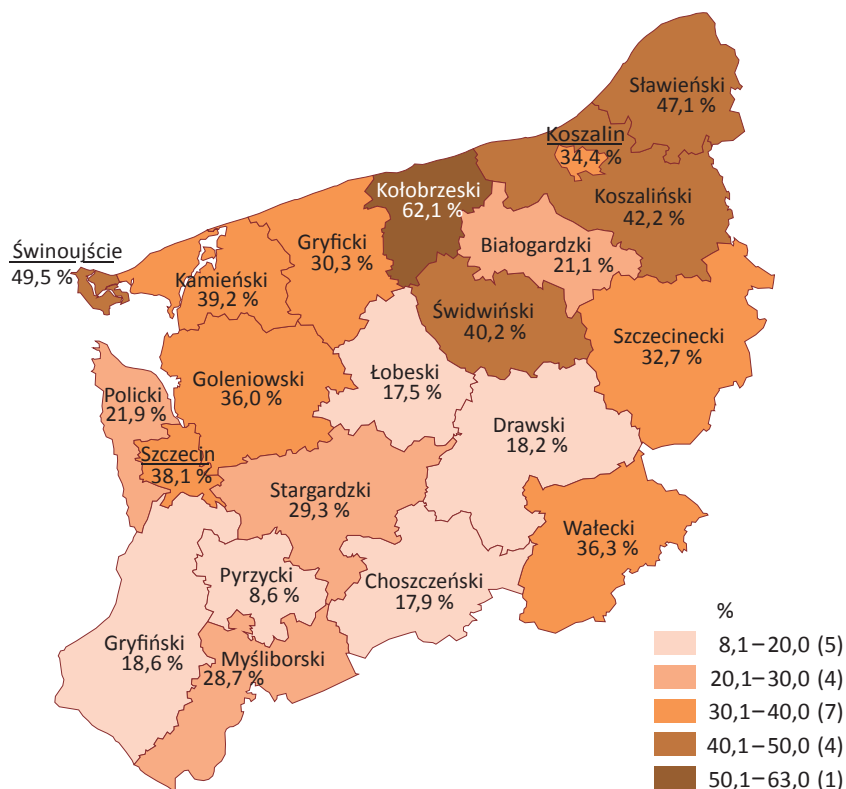 Sławieński
47,1 %
Koszalin
34,4 %
Kołobrzeski
62,1 %
Koszaliński
42,2 %
Gryficki
30,3 %
Białogardzki
21,1 %
Świnoujście
49,5 %
Kamieński
39,2 %
Świdwiński
40,2 %
Szczecinecki
32,7 %
Łobeski
17,5 %
Goleniowski
36,0 %
Policki
21,9 %
Drawski
18,2 %
Szczecin
38,1 %
Stargardzki
29,3 %
Wałecki
36,3 %
Pyrzycki
8,6 %
Choszczeński
17,9 %
Gryfiński
18,6 %
Myśliborski
28,7 %
%
8,1–20,0 (5)
20,1–30,0 (4)
30,1–40,0 (7)
40,1–50,0 (4)
50,1–63,0 (1)